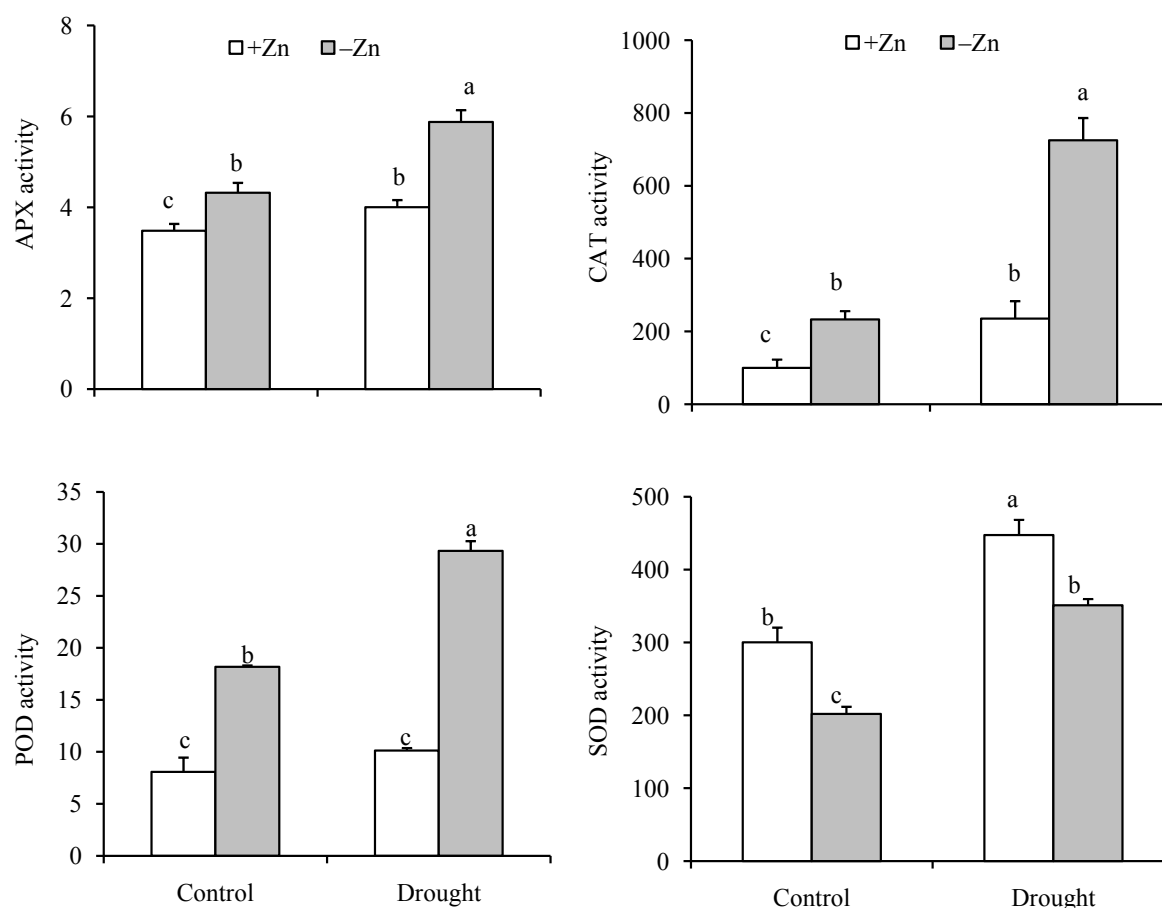 8
6
4
2
0
APX activity
+Zn –Zn
c
b
b
a
1000
800
600
400
200
0
CAT activity
+Zn –Zn
c
b
b
a
35
30
25
20
15
10
5
0
POD activity
c
b
c
a
Control Drought
500
400
300
200
100
0
SOD activity
b
c
a
b
Control Drought